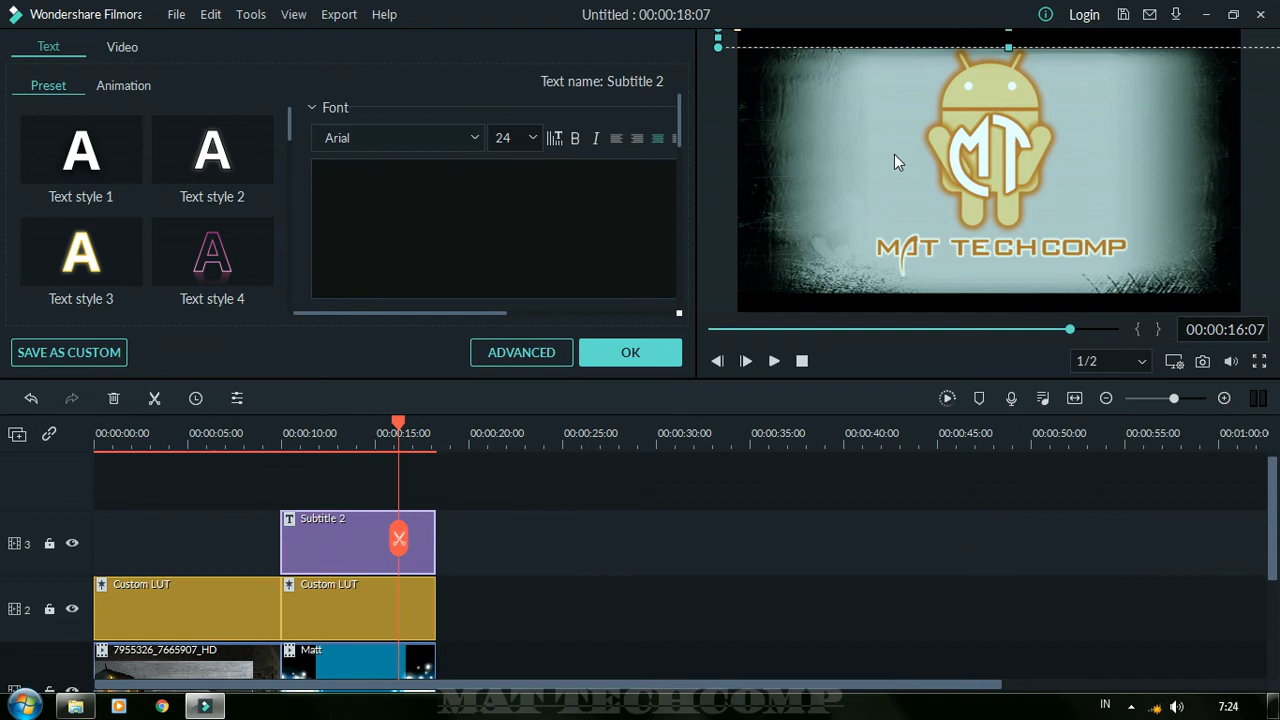 Wondershare Filmora
File Edit Tools View Export Help
Untitled : 00:00:18:07
Login
Text Video
Preset Animation
Text name: Subtitle 2
Font
Arial 24 B I
A A
Text style 1 Text style 2
A A
Text style 3 Text style 4
SAVE AS CUSTOM ADVANCED OK
MT
MAT TECHCOMP
{ } 00:00:16:07
1/2
00:00:00:00 00:00:05:00 00:00:10:00 00:00:15:00 00:00:20:00 00:00:25:00 00:00:30:00 00:00:35:00 00:00:40:00 00:00:45:00 00:00:50:00 00:00:55:00 00:01:00:0
T Subtitle 2
3
Custom LUT Custom LUT
2
7955326_7665907_HD Matt
MAT TECHCOMP
IN 7:24